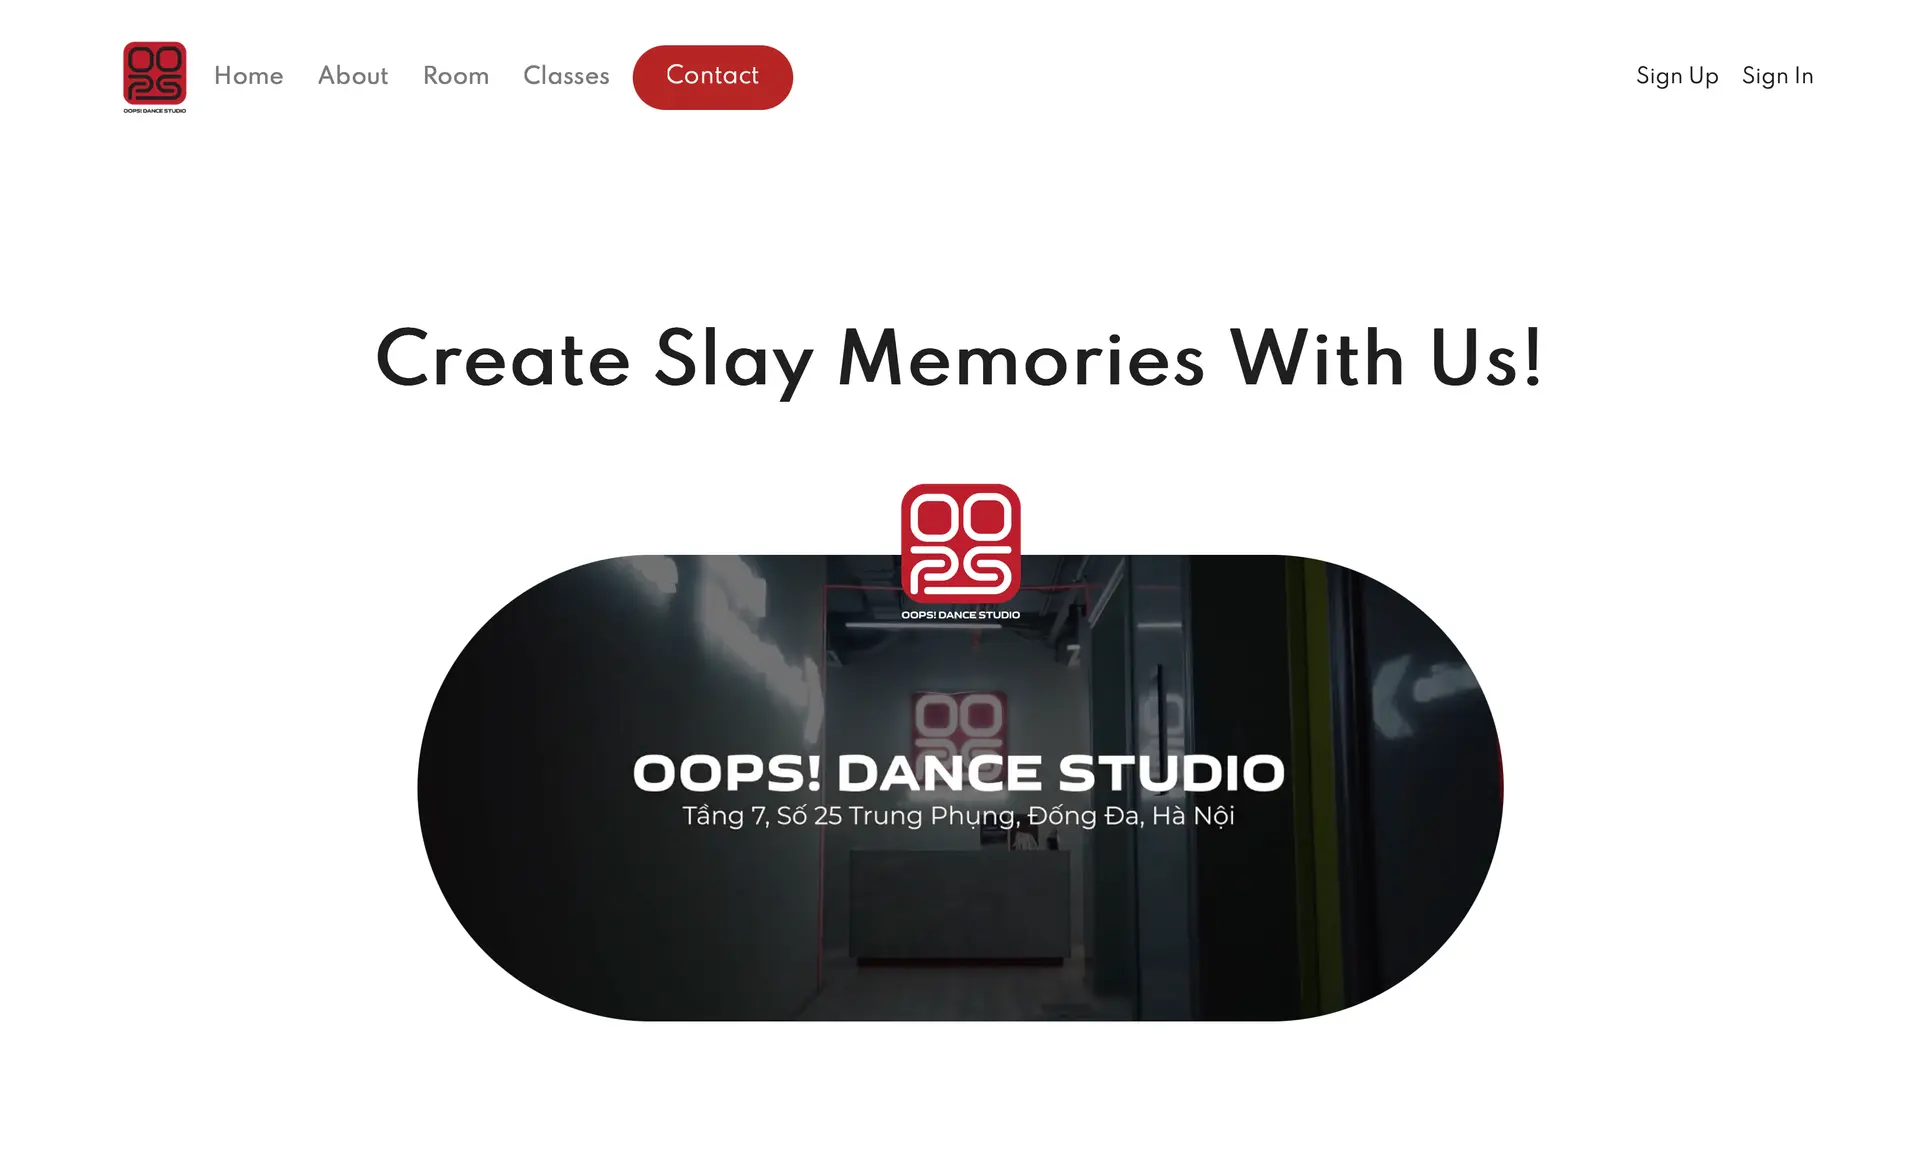 OOPS
OOPS! DANCE STUDIO
Home About Room Classes Contact
Sign Up Sign In
Create Slay Memories With Us!
OOPS
OOPS! DANCE STUDIO
OOPS
OOPS! DANCE STUDIO
Tầng 7, Số 25 Trung Phụng, Đống Đa, Hà Nội